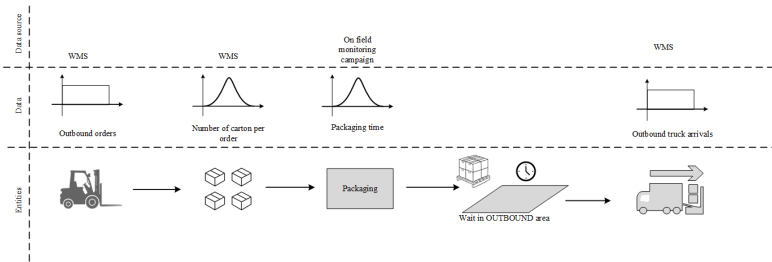 Data source
WMS
WMS
On field
monitoring
campaign
WMS
Data
Outbound orders
Number of carton per
order
Packaging time
Outbound truck arrivals
Entities
Packaging
Wait in OUTBOUND area